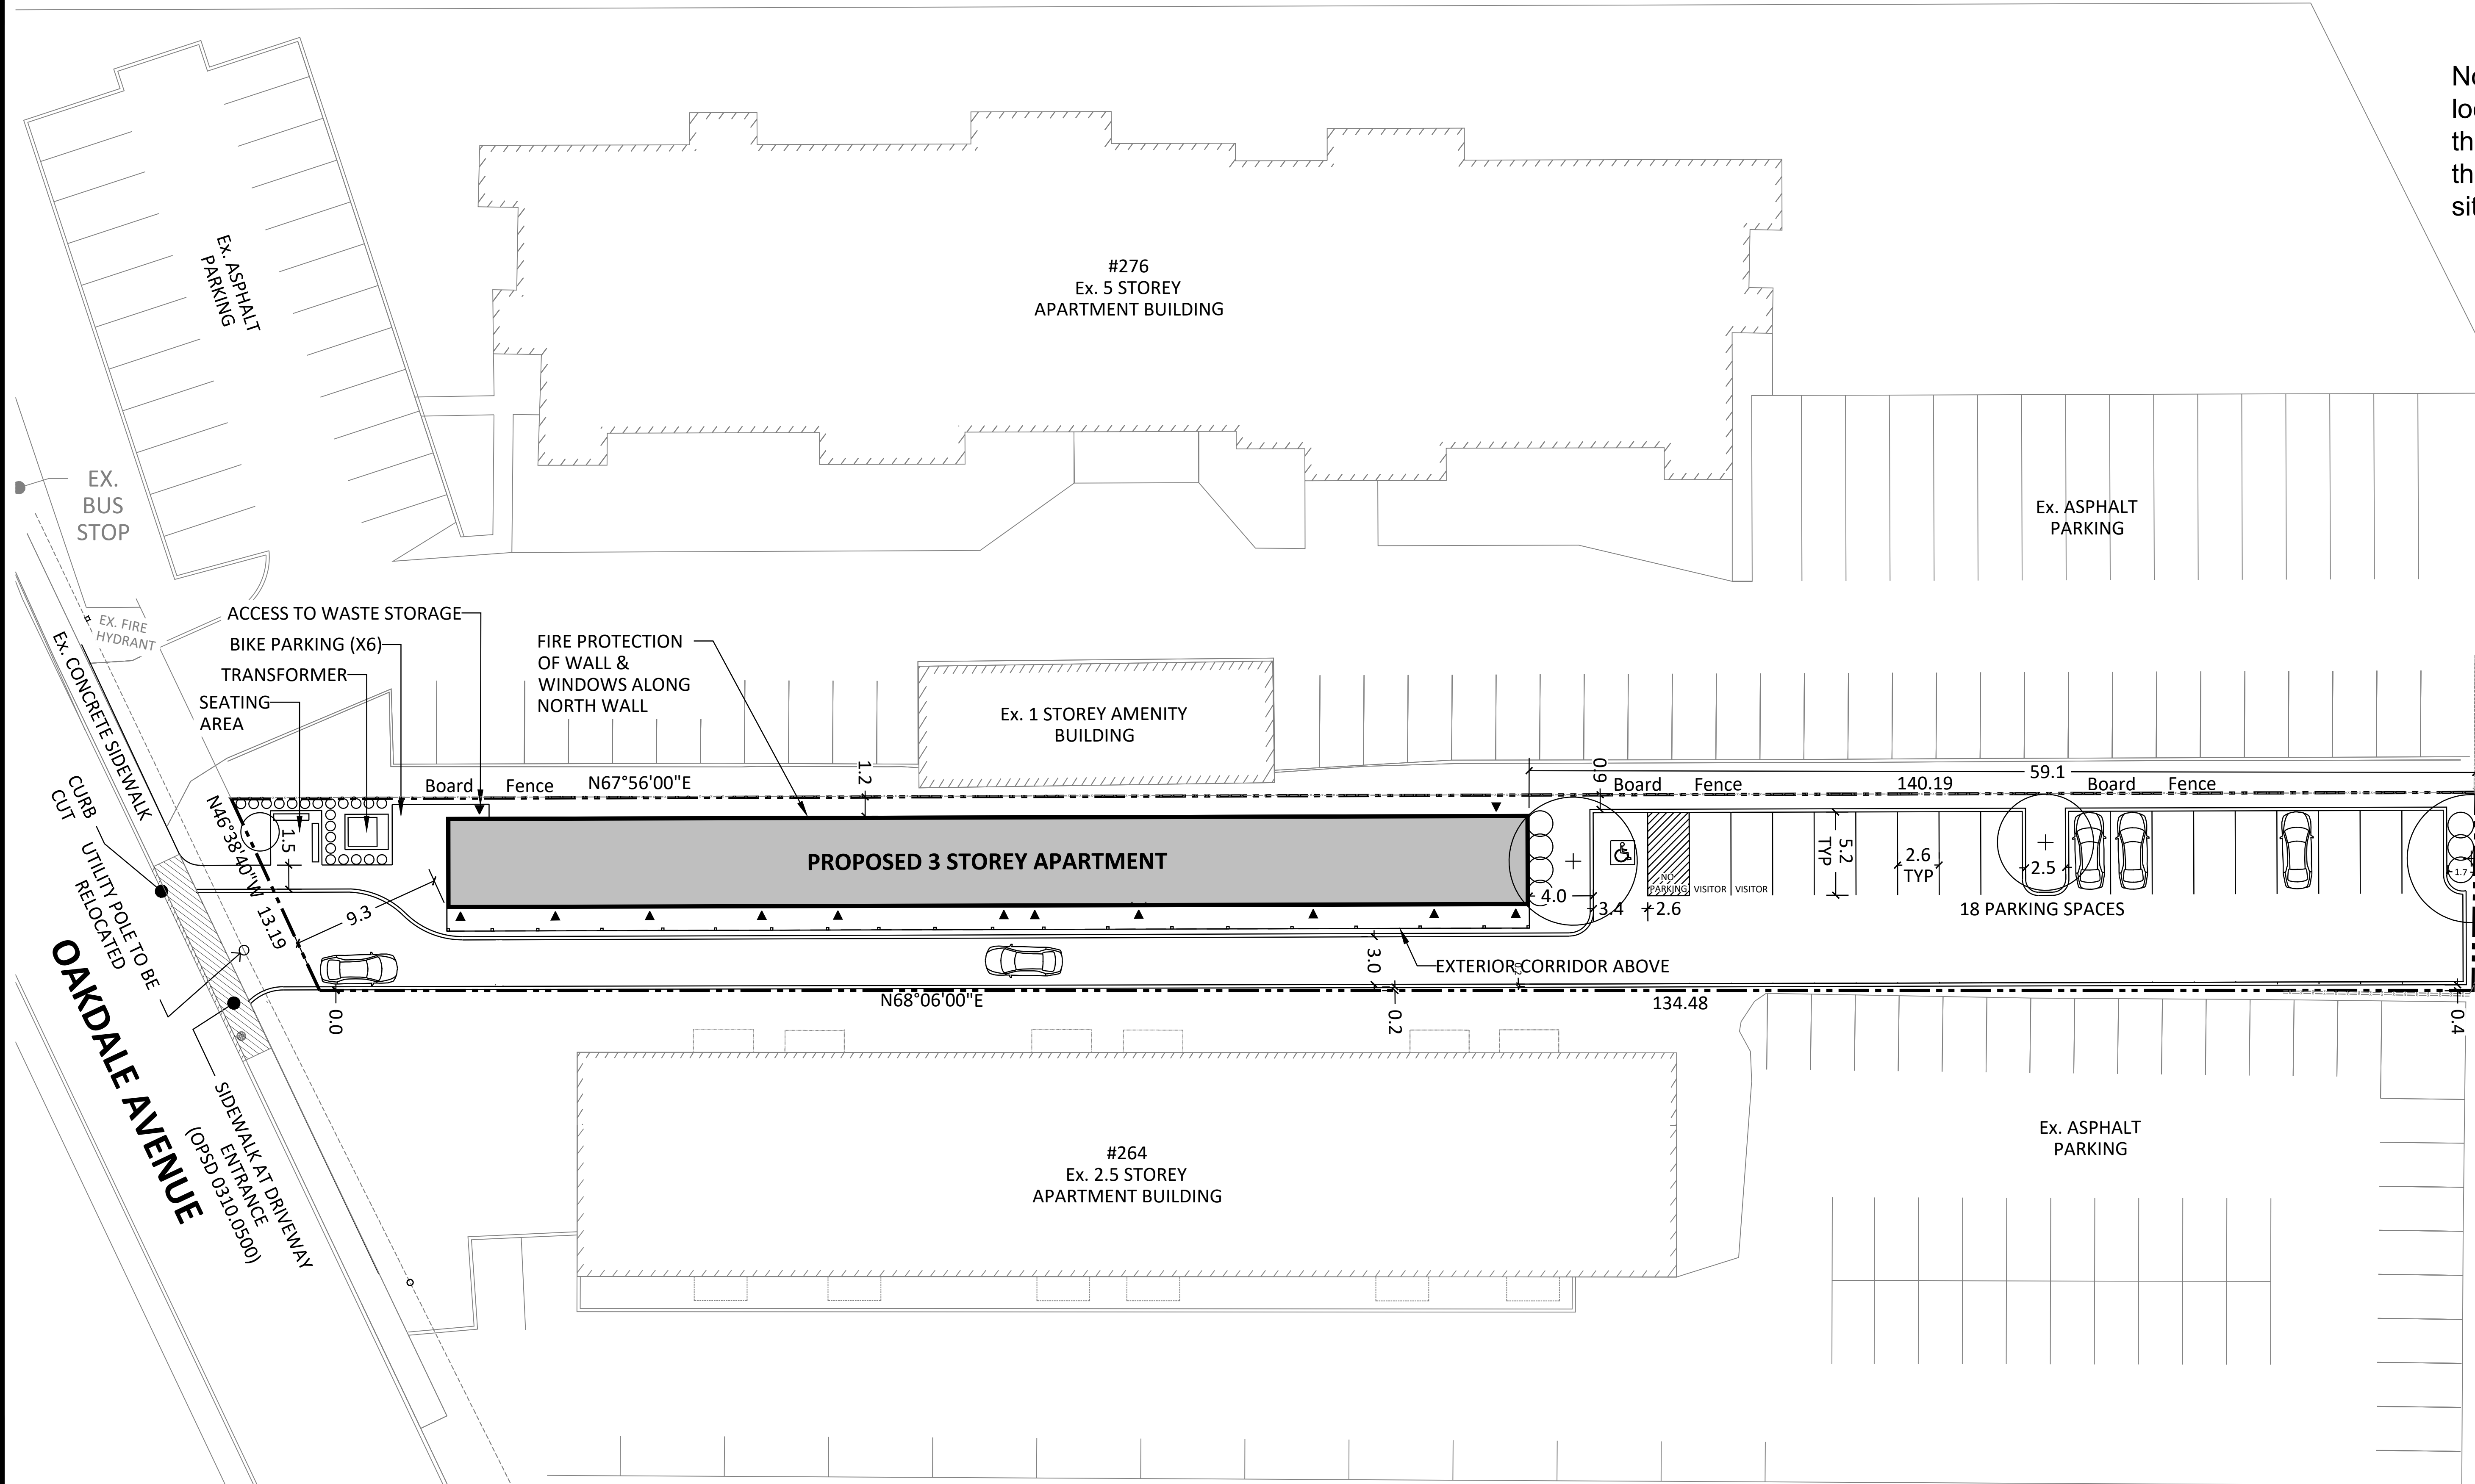 #276
Ex. 5 STOREY
APARTMENT BUILDING
Ex. ASPHALT
PARKING
EX.
BUS
STOP
EX. FIRE
HYDRANT
Ex. ASPHALT
PARKING
ACCESS TO WASTE STORAGE
BIKE PARKING (X6)
TRANSFORMER
SEATING
AREA
FIRE PROTECTION
OF WALL &
WINDOWS ALONG
NORTH WALL
Ex. 1 STOREY AMENITY
BUILDING
Ex. CONCRETE SIDEWALK
CURB
CUT
UTILITY POLE TO BE
RELOCATED
Board Fence N67°56'00"E
1.2
0.9
Board Fence 140.19 59.1 Board Fence
N46°38'40"W 13.19
1.5
9.3
PROPOSED 3 STOREY APARTMENT
4.0
3.4
2.6
NO
PARKING
VISITOR VISITOR
5.2
TYP
2.6
TYP
2.5
1.7
18 PARKING SPACES
3.0
EXTERIOR CORRIDOR ABOVE
0.2
0.0
N68°06'00"E
0.2
134.48
0.4
OAKDALE AVENUE
SIDEWALK AT DRIVEWAY
ENTRANCE
(OPSD 0310.0500)
#264
Ex. 2.5 STOREY
APARTMENT BUILDING
Ex. ASPHALT
PARKING